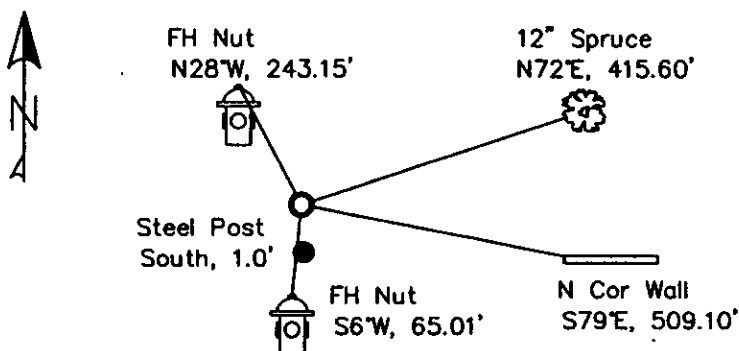 FH Nut
N28°W, 243.15'
12" Spruce
N72°E, 415.60'
N
Steel Post
South, 1.0'
FH Nut
S6°W, 65.01'
N Cor Wall
S79°E, 509.10'